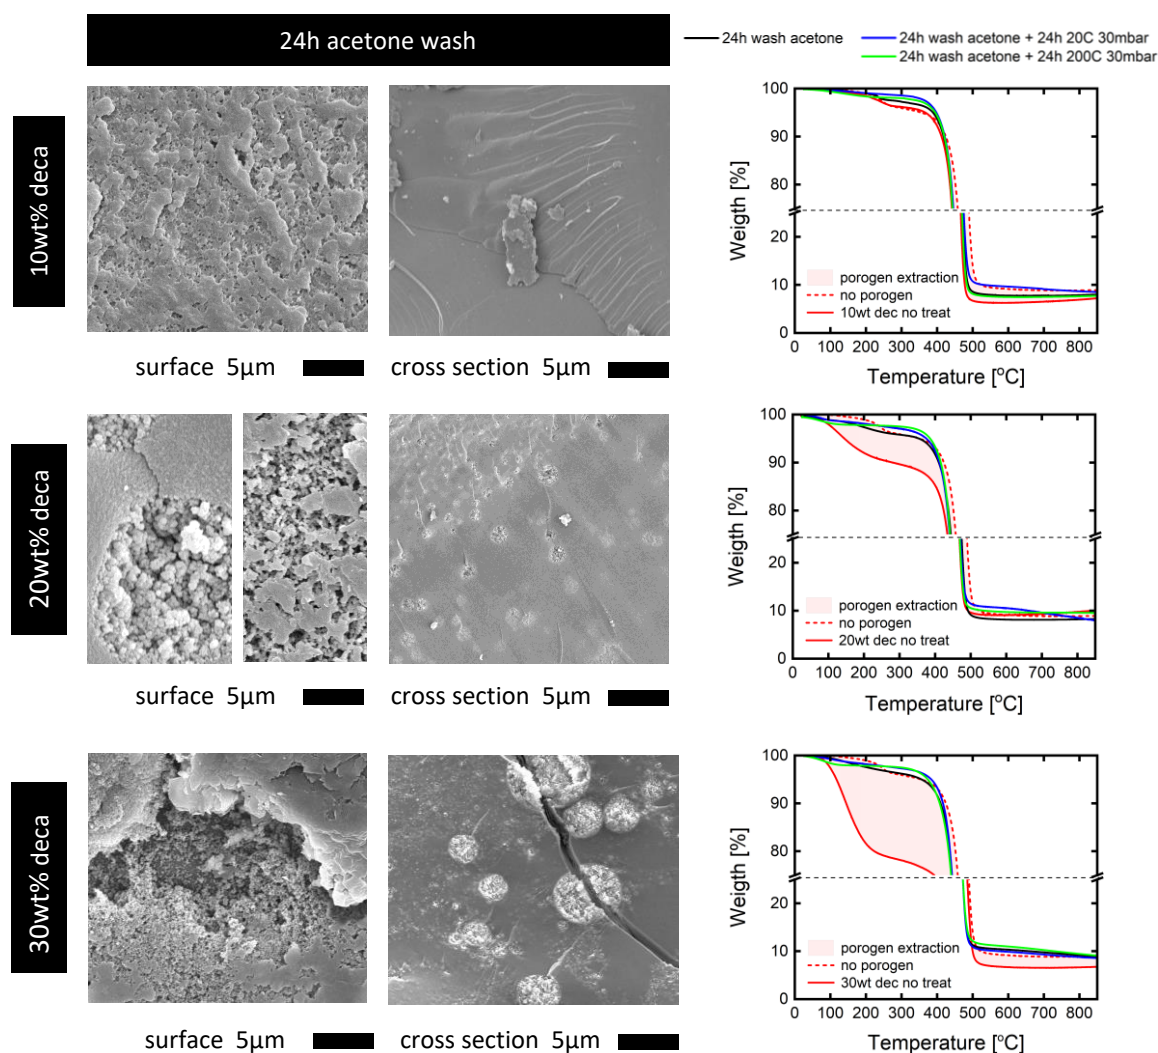 24h acetone wash
24h wash acetone
24h wash acetone + 24h 20C 30mbar
24h wash acetone + 24h 200C 30mbar
10wt% deca
surface 5µm
cross section 5µm
Weigth [%]
100
90
80
20
10
0
porogen extraction
no porogen
10wt dec no treat
0 100 200 300 400 500 600 700 800
Temperature [°C]
20wt% deca
surface 5µm
cross section 5µm
Weigth [%]
100
90
80
20
10
0
porogen extraction
no porogen
20wt dec no treat
0 100 200 300 400 500 600 700 800
Temperature [°C]
30wt% deca
surface 5µm
cross section 5µm
Weigth [%]
100
90
80
20
10
0
porogen extraction
no porogen
30wt dec no treat
0 100 200 300 400 500 600 700 800
Temperature [°C]